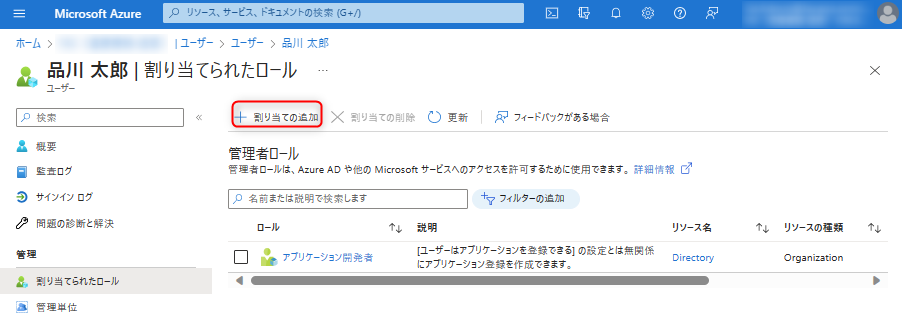 Microsoft Azure
リソース、サービス、ドキュメントの検索 (G+/)
ホーム > | ユーザー > ユーザー > 品川 太郎
品川 太郎 | 割り当てられたロール ...
ユーザー
検索 «
概要
監査ログ
サインイン ログ
問題の診断と解決
管理
割り当てられたロール
管理単位
割り当ての追加 割り当ての削除 更新 フィードバックがある場合
管理者ロール
管理者ロールは、Azure AD や他の Microsoft サービスへのアクセスを許可するために使用できます。詳細情報
名前または説明で検索します フィルターの追加
ロール 説明 リソース名 リソースの種類
アプリケーション開発者 [ユーザーはアプリケーションを登録できる] の設定とは無関係 Directory Organization
にアプリケーション登録を作成できます。